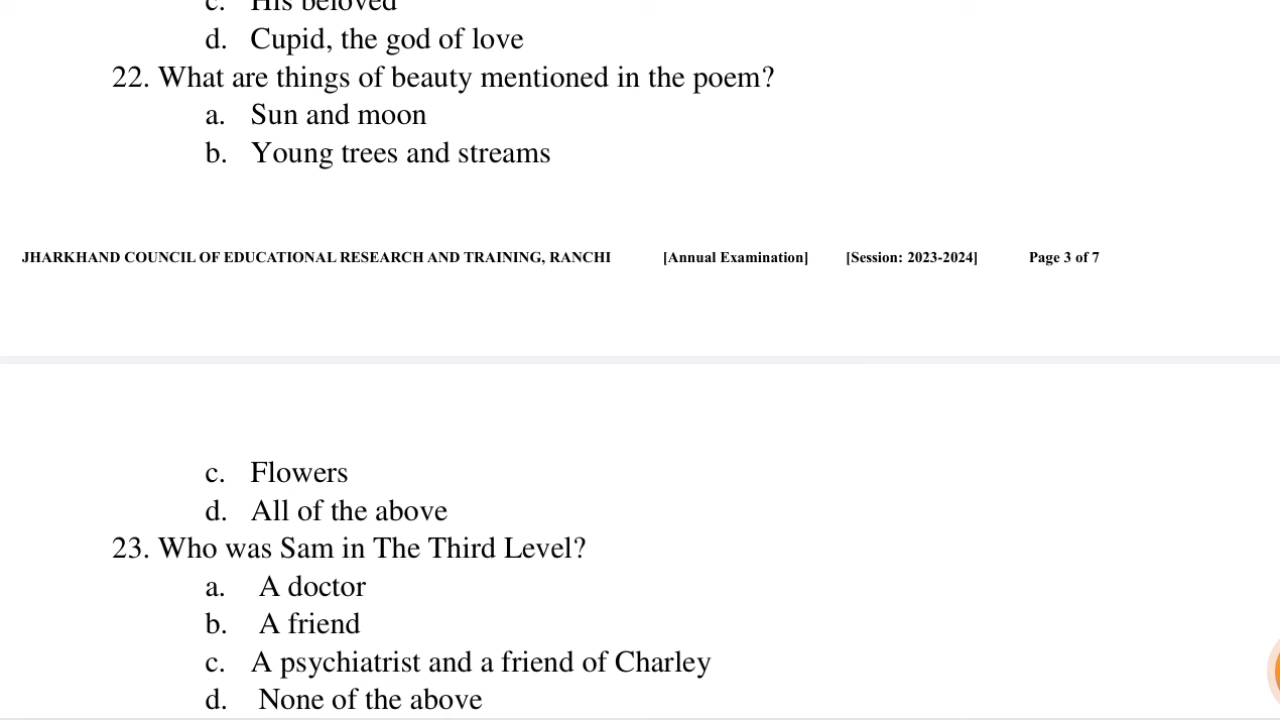 c. His beloved
d. Cupid, the god of love
22. What are things of beauty mentioned in the poem?
a. Sun and moon
b. Young trees and streams
JHARKHAND COUNCIL OF EDUCATIONAL RESEARCH AND TRAINING, RANCHI [Annual Examination] [Session: 2023-2024] Page 3 of 7
c. Flowers
d. All of the above
23. Who was Sam in The Third Level?
a. A doctor
b. A friend
c. A psychiatrist and a friend of Charley
d. None of the above